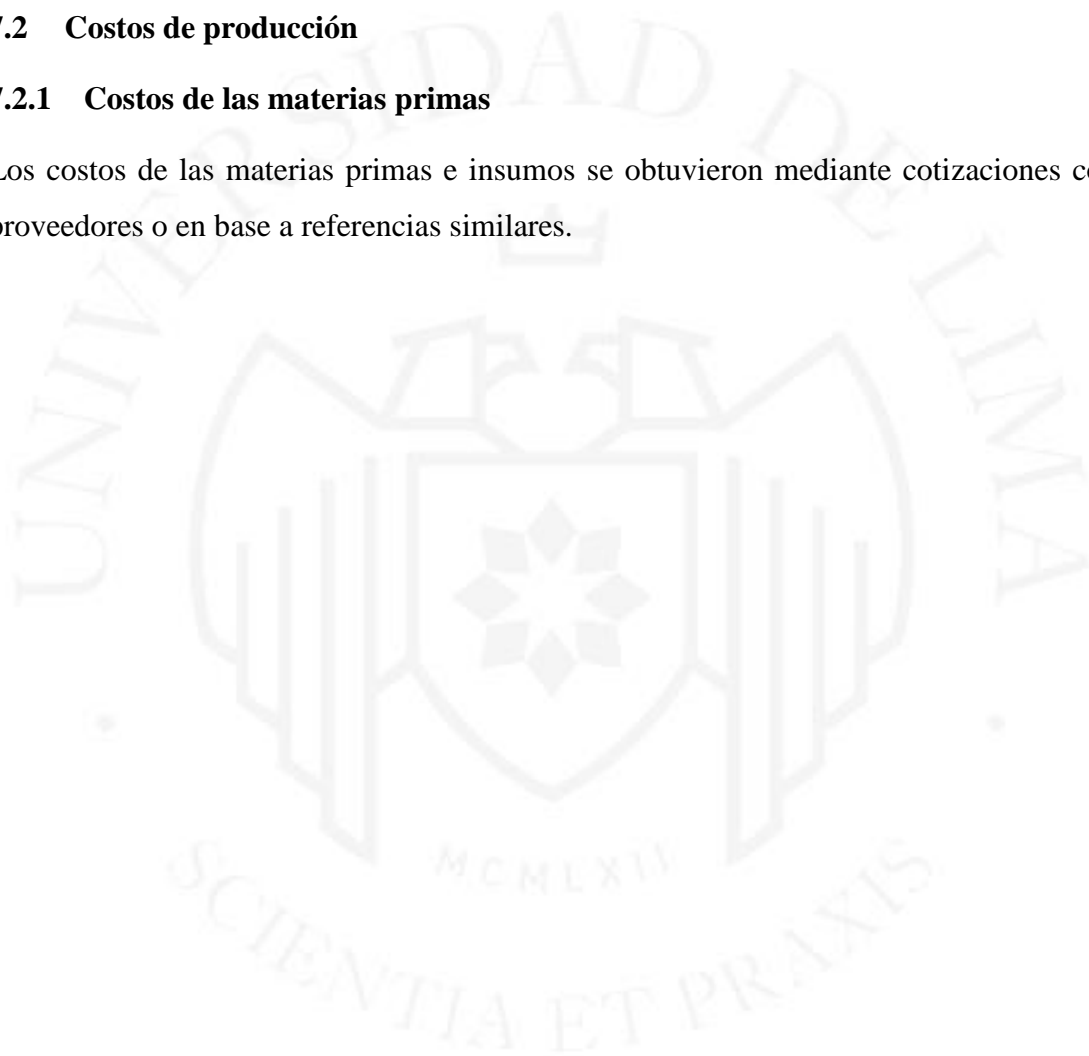 7.2 Costos de producción
7.2.1 Costos de las materias primas
Los costos de las materias primas e insumos se obtuvieron mediante cotizaciones co
proveedores o en base a referencias similares.
UNIVERSIDAD DE LIMA
MCMLXII
SCIENTIA ET PRAXIS